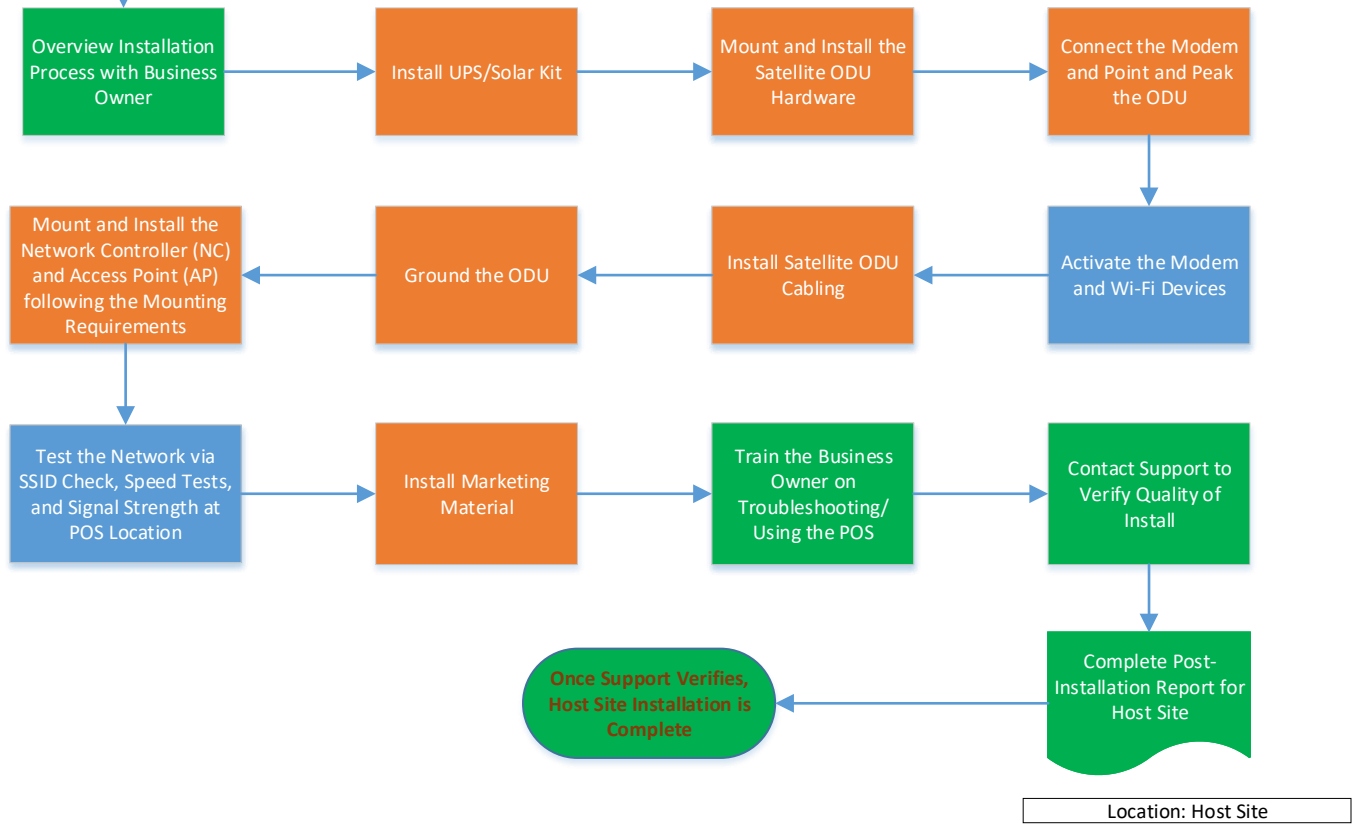 Overview Installation
Process with Business
Owner
Install UPS/Solar Kit
Mount and Install the
Satellite ODU
Hardware
Connect the Modem
and Point and Peak
the ODU
Activate the Modem
and Wi-Fi Devices
Install Satellite ODU
Cabling
Ground the ODU
Mount and Install the
Network Controller (NC)
and Access Point (AP)
following the Mounting
Requirements
Test the Network via
SSID Check, Speed Tests,
and Signal Strength at
POS Location
Install Marketing
Material
Train the Business
Owner on
Troubleshooting/
Using the POS
Contact Support to
Verify Quality of
Install
Complete Post-
Installation Report for
Host Site
Once Support Verifies,
Host Site Installation is
Complete
Location: Host Site